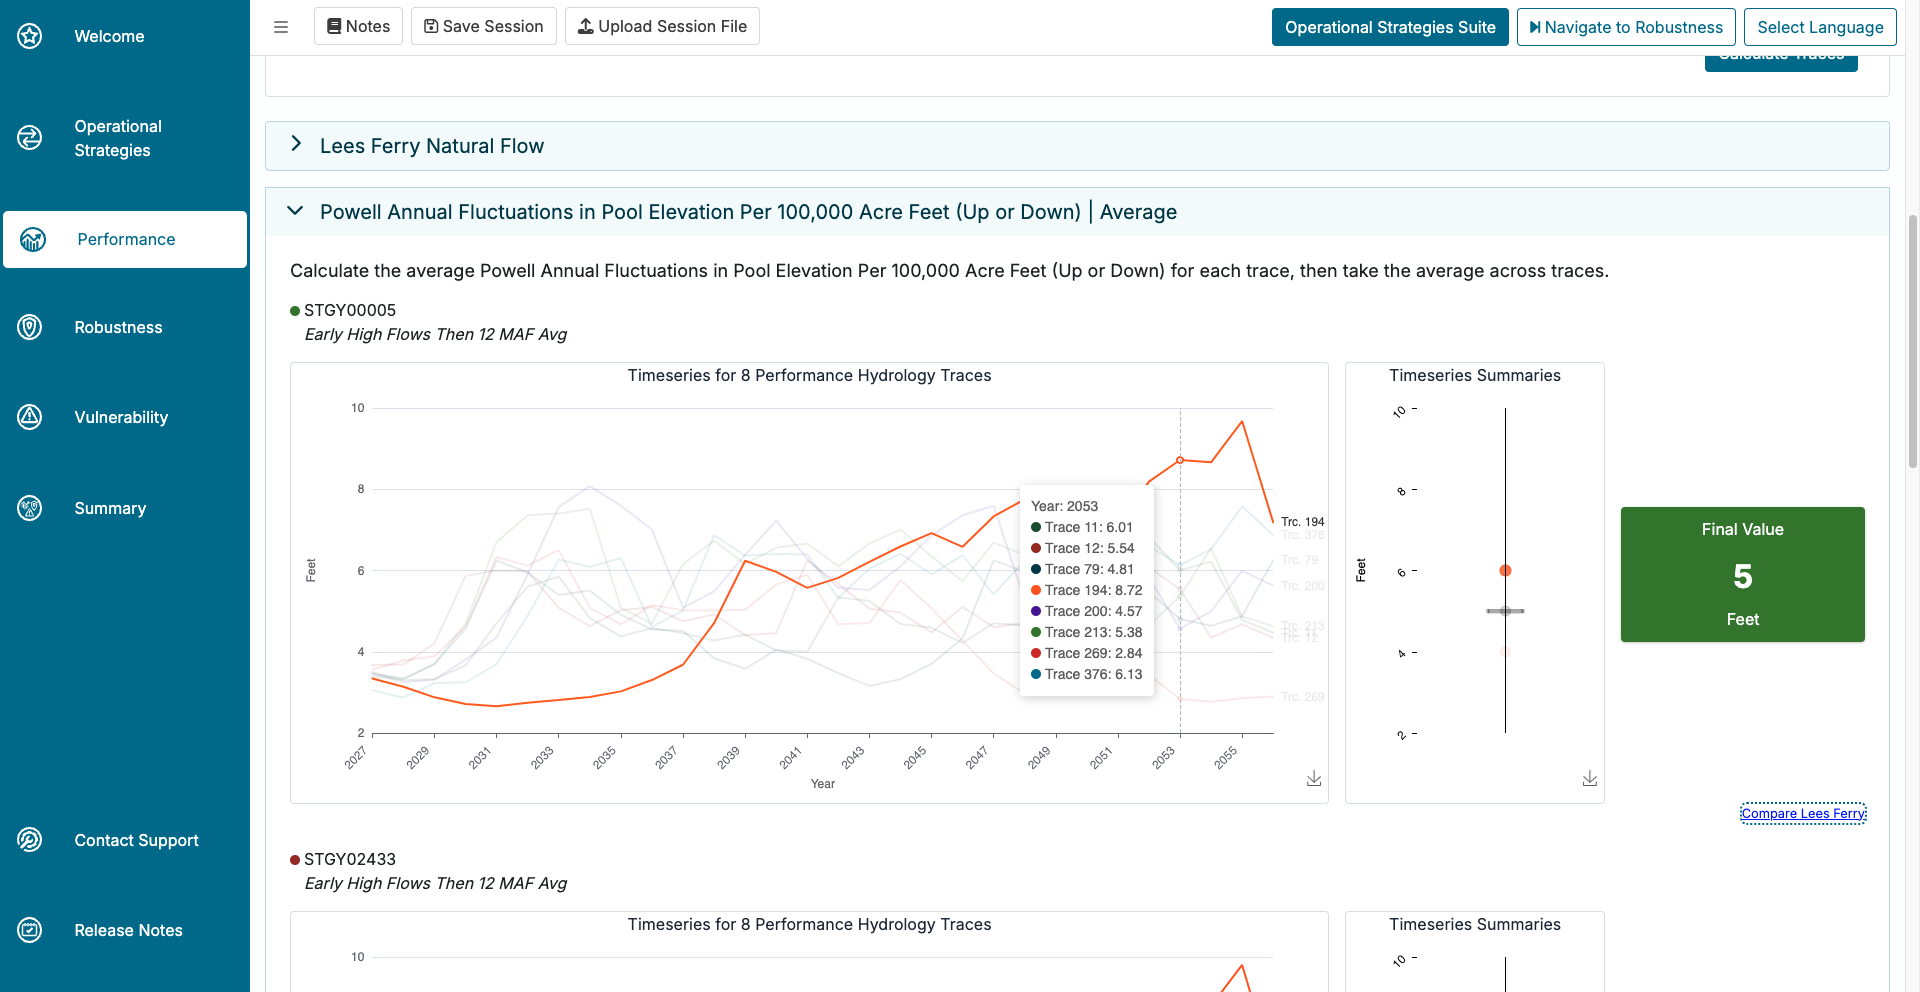 Welcome
Operational
Strategies
Performance
Robustness
Vulnerability
Summary
Contact Support
Release Notes
Notes
Save Session
Upload Session File
Operational Strategies Suite
Navigate to Robustness
Select Language
Calculate Traces
Lees Ferry Natural Flow
Powell Annual Fluctuations in Pool Elevation Per 100,000 Acre Feet (Up or Down) | Average
Calculate the average Powell Annual Fluctuations in Pool Elevation Per 100,000 Acre Feet (Up or Down) for each trace, then take the average across traces.
STGY00005
Early High Flows Then 12 MAF Avg
Timeseries for 8 Performance Hydrology Traces
10
8
6
4
2
Feet
2027
2029
2031
2033
2035
2037
2039
2041
2043
2045
2047
2049
2051
2053
2055
Year
Year: 2053
Trace 11: 6.01
Trace 12: 5.54
Trace 79: 4.81
Trace 194: 8.72
Trace 200: 4.57
Trace 213: 5.38
Trace 269: 2.84
Trace 376: 6.13
Trc. 194
Trc. 376
Trc. 79
Trc. 200
Trc. 213
Trc. 12
Trc. 269
Timeseries Summaries
10
8
6
4
2
Feet
Final Value
5
Feet
Compare Lees Ferry
STGY02433
Early High Flows Then 12 MAF Avg
Timeseries for 8 Performance Hydrology Traces
10
Timeseries Summaries
10